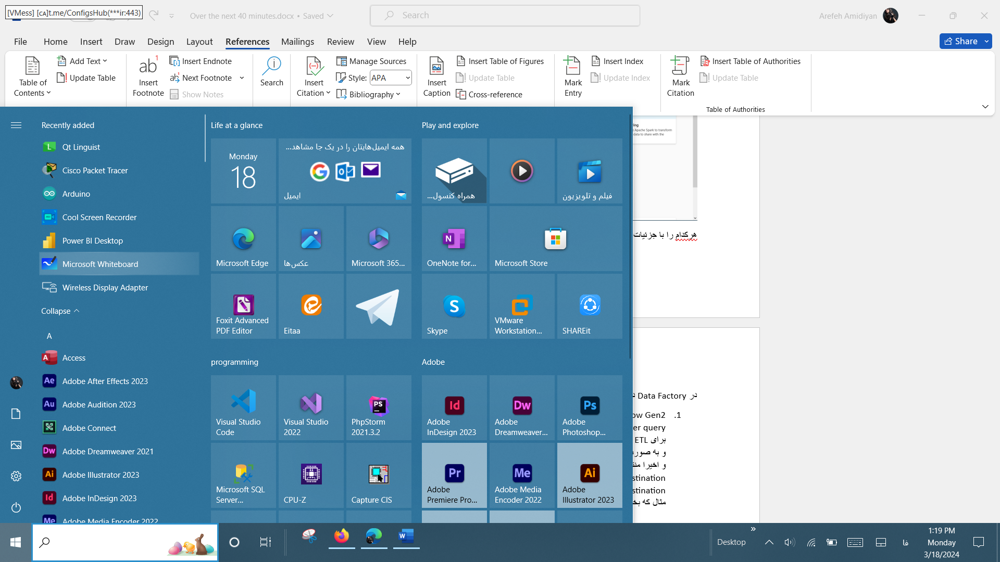 [VMess] [ᴄᴀ]t.me/ConfigsHub(***ir:443)
Over the next 40 minutes.docx • Saved
Search
Arefeh Amidiyan
File Home Insert Draw Design Layout References Mailings Review View Help
Share
Table of Contents
Add Text
Update Table
Insert Footnote
ab
Insert Endnote
Next Footnote
Show Notes
Search
Insert Citation
Manage Sources
Style: APA
Bibliography
Insert Caption
Insert Table of Figures
Update Table
Cross-reference
Mark Entry
Insert Index
Update Index
Mark Citation
Insert Table of Authorities
Update Table
Table of Authorities
Recently added
Qt Linguist
Cisco Packet Tracer
Arduino
Cool Screen Recorder
Power BI Desktop
Microsoft Whiteboard
Wireless Display Adapter
Collapse
A
Access
Adobe After Effects 2023
Adobe Audition 2023
Adobe Connect
Adobe Dreamweaver 2021
Adobe Illustrator 2023
Adobe InDesign 2023
Adobe Media Encoder 2022
Life at a glance
Monday
18
همه ایمیل‌هایتان را در یک جا مشاهد...
ایمیل
Microsoft Edge
عکس‌ها
Microsoft 365...
Foxit Advanced
PDF Editor
Eitaa
Play and explore
همراه کنسول...
فیلم و تلویزیون
OneNote for...
Microsoft Store
Skype
VMware
Workstation...
SHAREit
programming
Visual Studio
Code
Visual Studio
2022
PhpStorm
2021.3.2
Microsoft SQL
Server...
CPU-Z
Capture CIS
Adobe
Adobe
InDesign 2023
Adobe
Dreamweaver...
Adobe
Photoshop...
Adobe
Premiere Pro...
Adobe Media
Encoder 2022
Adobe
Illustrator 2023
Apache Spark to transform
data to share with the
هرکدام را با جزئیات
در Data Factory
1. Gen2
query
برای ETL
و به صورت
و اخیرا
مثال که
Desktop
فا
1:19 PM
Monday
3/18/2024